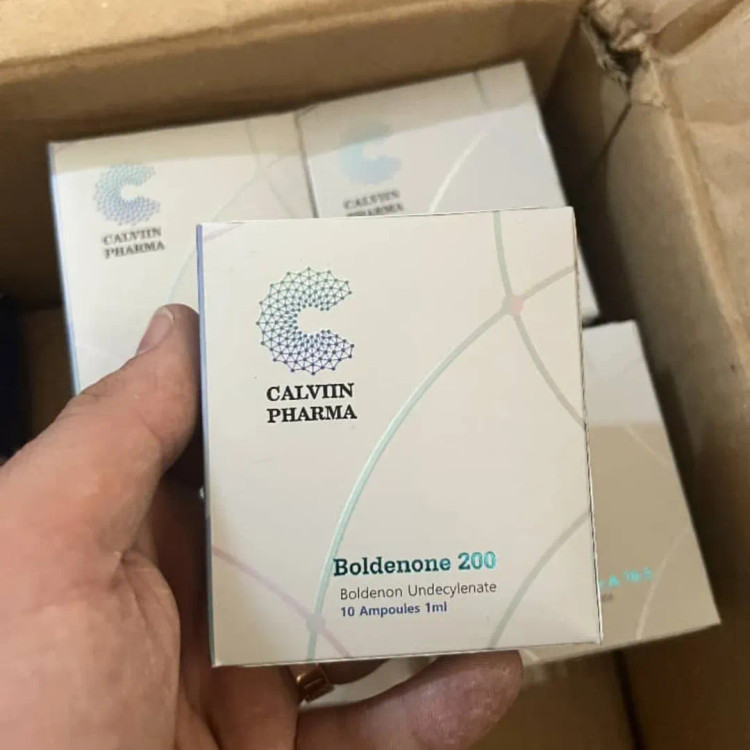 CALVIIN
PHARMA
CALVIIN
PHARMA
CALVIIN
PHARMA
Boldenone 200
Boldenon Undecylenate
10 Ampoules 1ml